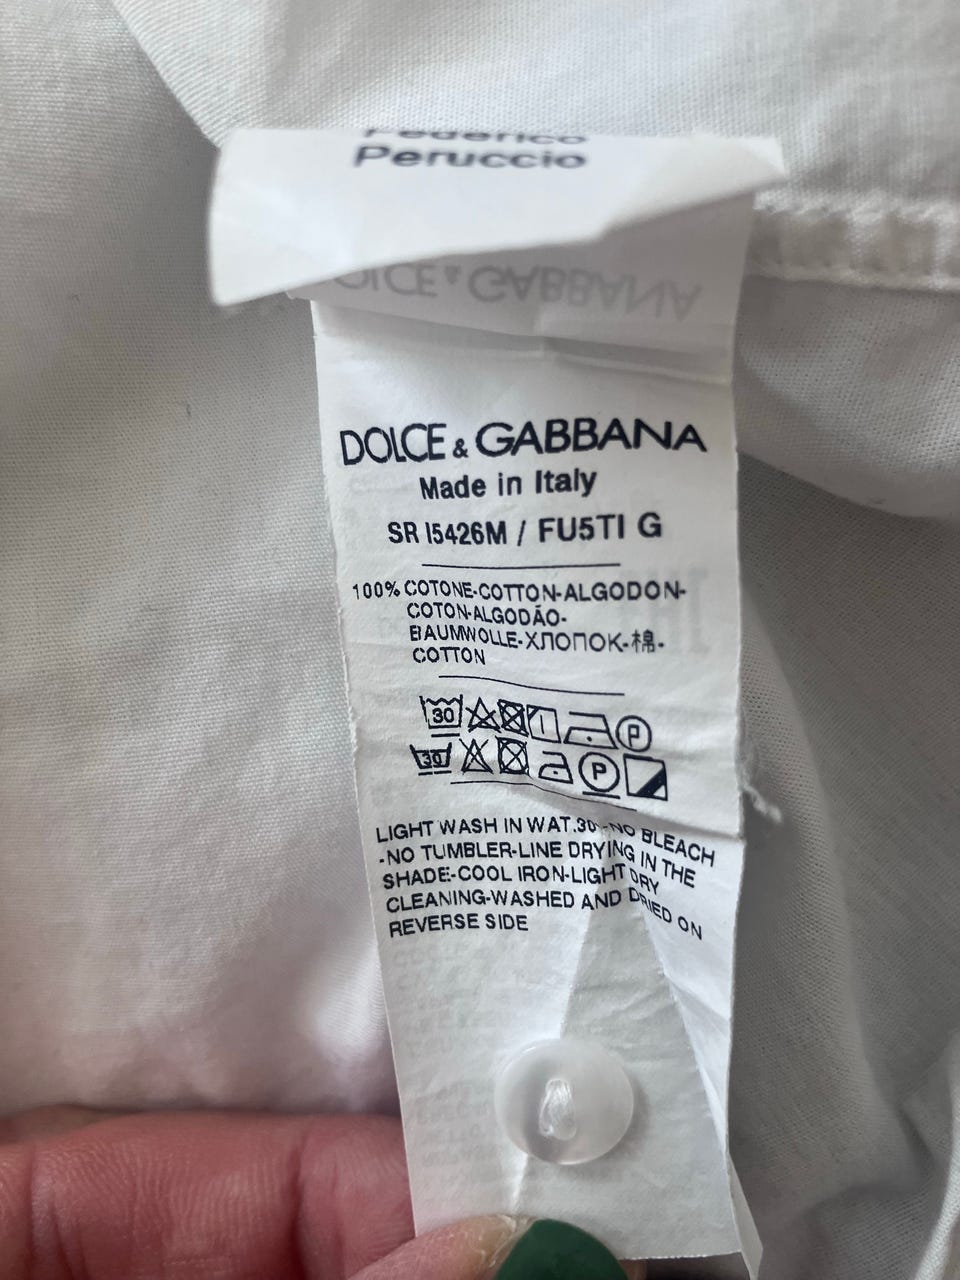 Federico
Peruccio
DOLCE & GABBANA
DOLCE & GABBANA
Made in Italy
SR I5426M / FU5TI G
100% COTONE-COTTON-ALGODON-
COTON-ALGODÃO-
BAUMWOLLE-ХЛОПОК-棉-
COTTON
30 P
30 P
LIGHT WASH IN WAT.30°-NO BLEACH
-NO TUMBLER-LINE DRYING IN THE
SHADE-COOL IRON-LIGHT DRY
CLEANING-WASHED AND DRIED ON
REVERSE SIDE